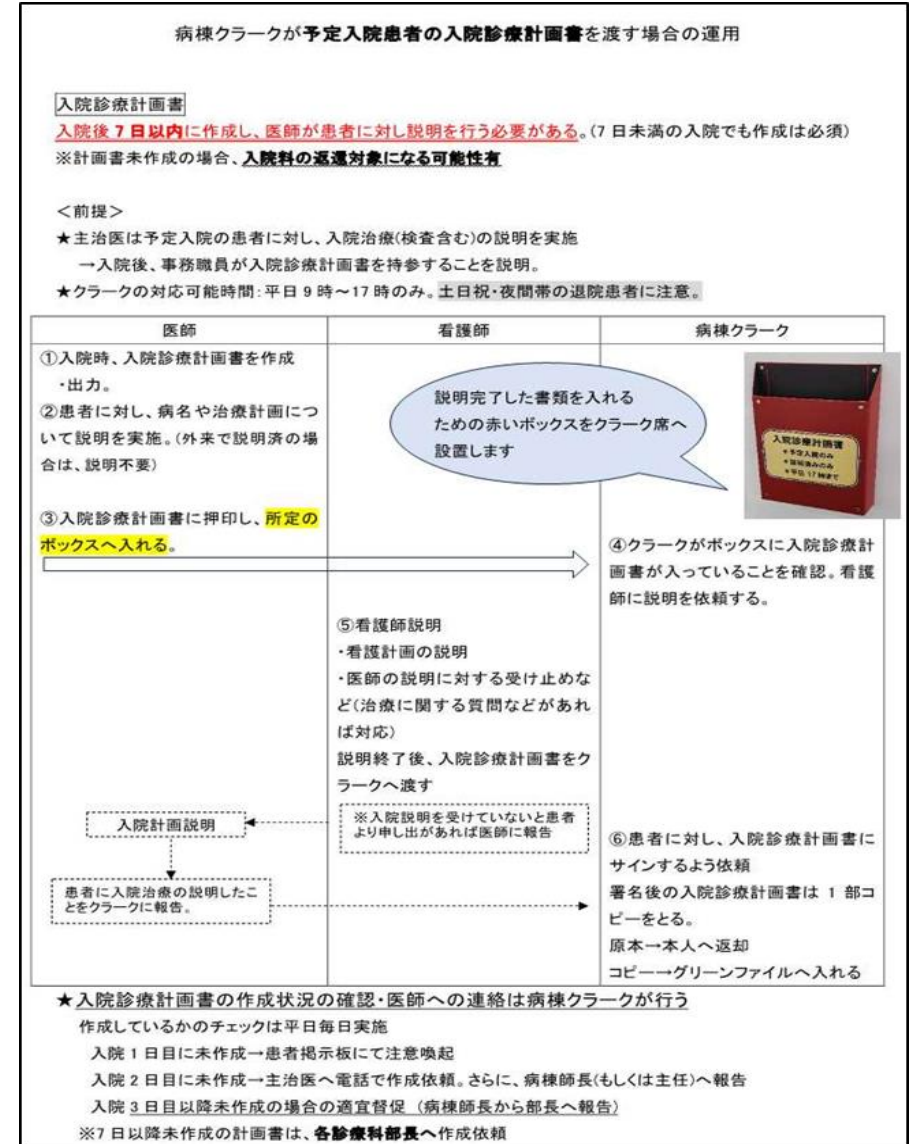 病棟クラークが予定入院患者の入院診療計画書を渡す場合の運用
入院診療計画書
入院後7日以内に作成し、医師が患者に対し説明を行う必要がある。(7日未満の入院でも作成は必須)
※計画書未作成の場合、入院料の返還対象になる可能性有
＜前提＞
★主治医は予定入院の患者に対し、入院治療(検査含む)の説明を実施
→入院後、事務職員が入院診療計画書を持参することを説明。
★クラークの対応可能時間:平日9時～17時のみ。土日祝・夜間帯の退院患者に注意。
医師
看護師
病棟クラーク
①入院時、入院診療計画書を作成
・出力。
②患者に対し、病名や治療計画につ
いて説明を実施。(外来で説明済の場
合は、説明不要)
③入院診療計画書に押印し、所定の
ボックスへ入れる。
説明完了した書類を入れる
ための赤いボックスをクラーク席へ
設置します
入院診療計画書
●予定入院のみ
●説明済みのみ
●平日17時まで
④クラークがボックスに入院診療計
画書が入っていることを確認。看護
師に説明を依頼する。
⑤看護師説明
・看護計画の説明
・医師の説明に対する受け止めな
ど(治療に関する質問などがあれ
ば対応)
説明終了後、入院診療計画書をク
ラークへ渡す
※入院説明を受けていないと患者
より申し出があれば医師に報告
入院計画説明
患者に入院治療の説明したこ
とをクラークに報告。
⑥患者に対し、入院診療計画書に
サインするよう依頼
署名後の入院診療計画書は1部コ
ピーをとる。
原本→本人へ返却
コピー→グリーンファイルへ入れる
★入院診療計画書の作成状況の確認・医師への連絡は病棟クラークが行う
作成しているかのチェックは平日毎日実施
入院1日目に未作成→患者掲示板にて注意喚起
入院2日目に未作成→主治医へ電話で作成依頼。さらに、病棟師長(もしくは主任)へ報告
入院3日目以降未作成の場合の適宜督促(病棟師長から部長へ報告)
※7日以降未作成の計画書は、各診療科部長へ作成依頼